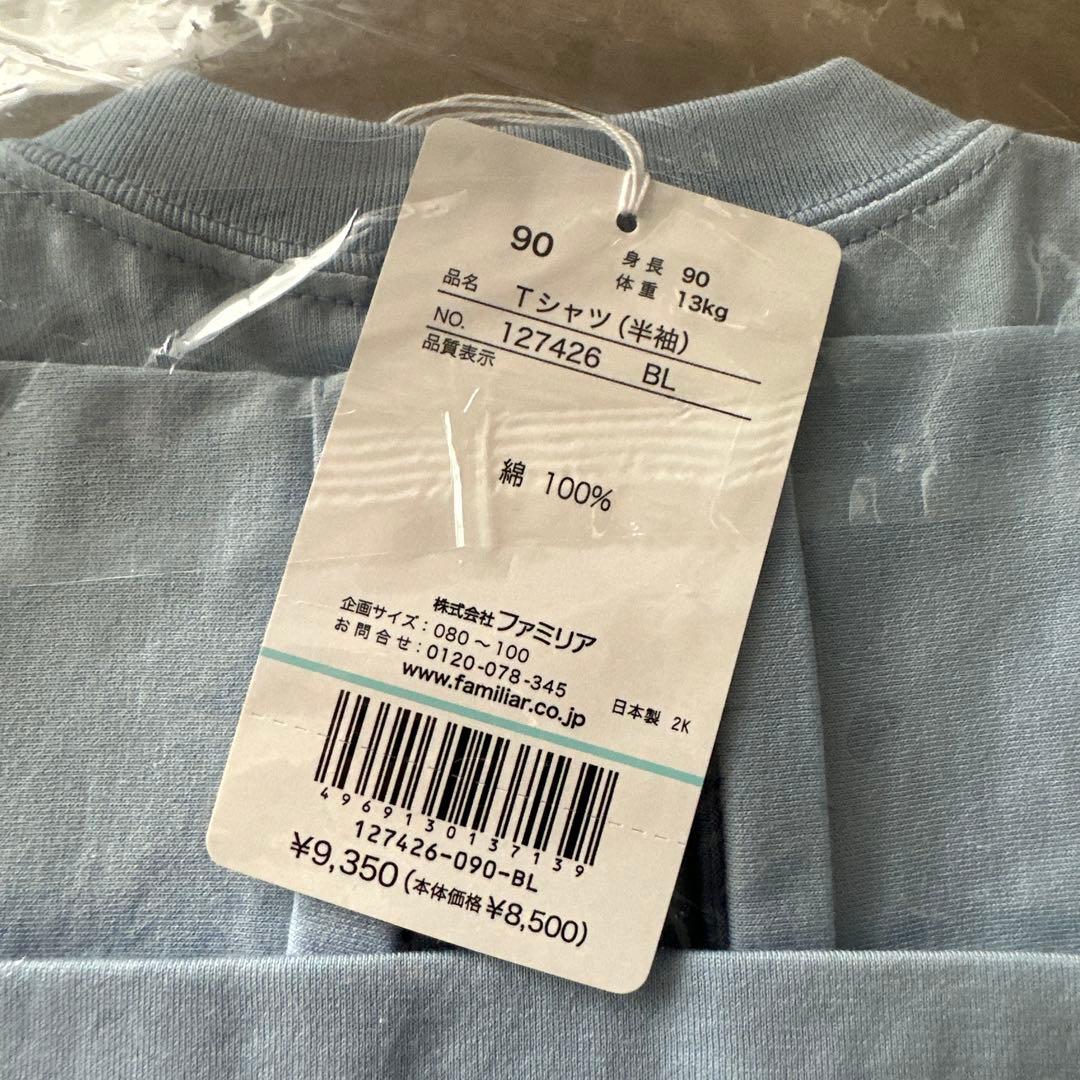 90
身長 90
体重 13kg
品名 Tシャツ(半袖)
NO. 127426 BL
品質表示
綿 100%
株式会社 ファミリア
企画サイズ:080~100
お問合せ:0120-078-345
www.familiar.co.jp
日本製 2K
4969130137139
127426-090-BL
¥9,350(本体価格¥8,500)